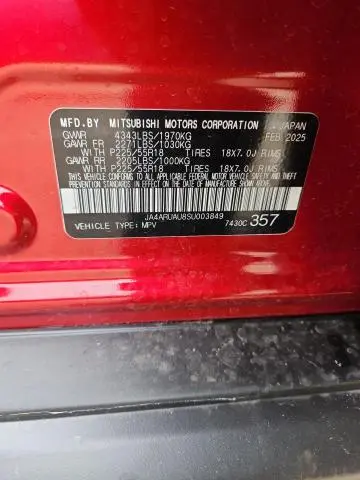 MFD.BY MITSUBISHI MOTORS CORPORATION JAPAN
GVWR 4343LBS/1970KG FEB 2025
GAWR FR 2271LBS/1030KG
WITH P225/55R18 TIRES 18X7.0J RIMS
GAWR RR 2205LBS/1000KG
WITH P225/55R18 TIRES 18X7.0J RIMS
THIS VEHICLE CONFORMS TO ALL APPLICABLE
FEDERAL MOTOR VEHICLE SAFETY AND THEFT
PREVENTION STANDARDS IN EFFECT ON THE DATE OF
MANUFACTURE SHOWN ABOVE.
JA4ARUAU8SU003849
VEHICLE TYPE: MPV 7430C 357